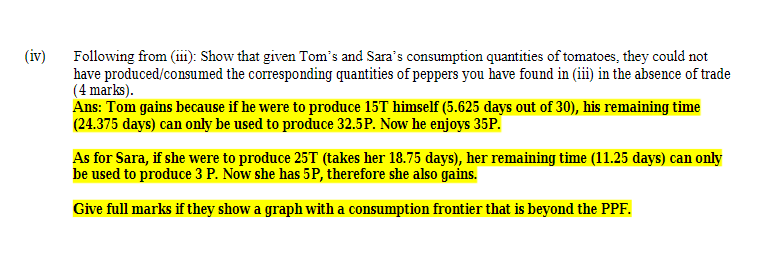 (iv) Following from (iii): Show that given Tom's and Sara's consumption quantities of tomatoes, they could not
have produced/consumed the corresponding quantities of peppers you have found in (iii) in the absence of trade
(4 marks).
Ans: Tom gains because if he were to produce 15T himself (5.625 days out of 30), his remaining time
(24.375 days) can only be used to produce 32.5P. Now he enjoys 35P.
As for Sara, if she were to produce 25T (takes her 18.75 days), her remaining time (11.25 days) can only
be used to produce 3 P. Now she has 5P, therefore she also gains.
Give full marks if they show a graph with a consumption frontier that is beyond the PPF.